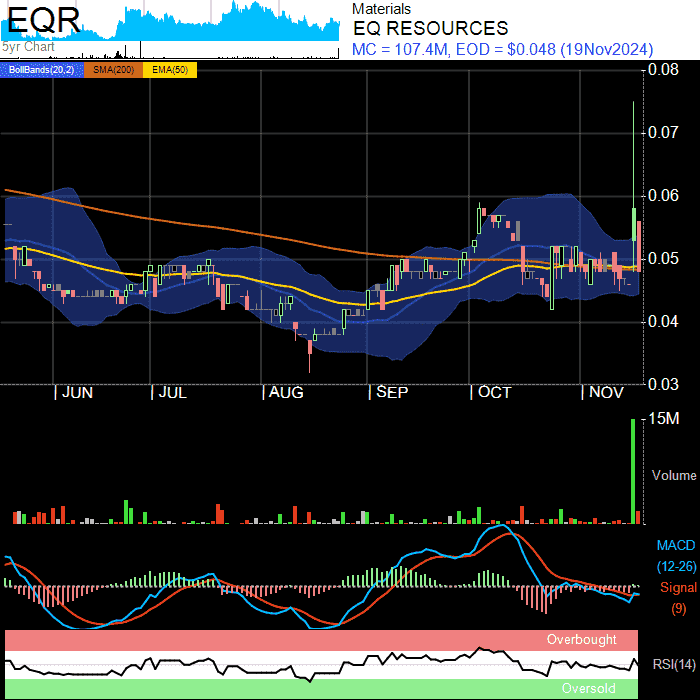 EQR
5yr Chart
Materials
EQ RESOURCES
MC = 107.4M, EOD = $0.048 (19Nov2024)
BollBands(20,2) SMA(200) EMA(50)
0.08
0.07
0.06
0.05
0.04
0.03
JUN JUL AUG SEP OCT NOV
15M
Volume
MACD
(12-26)
Signal
(9)
Overbought
RSI(14)
Oversold